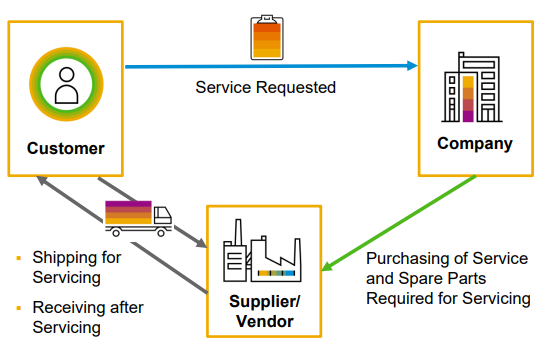 Service Requested
Customer
Company
Shipping for
Servicing
Receiving after
Servicing
Supplier/
Vendor
Purchasing of Service
and Spare Parts
Required for Servicing